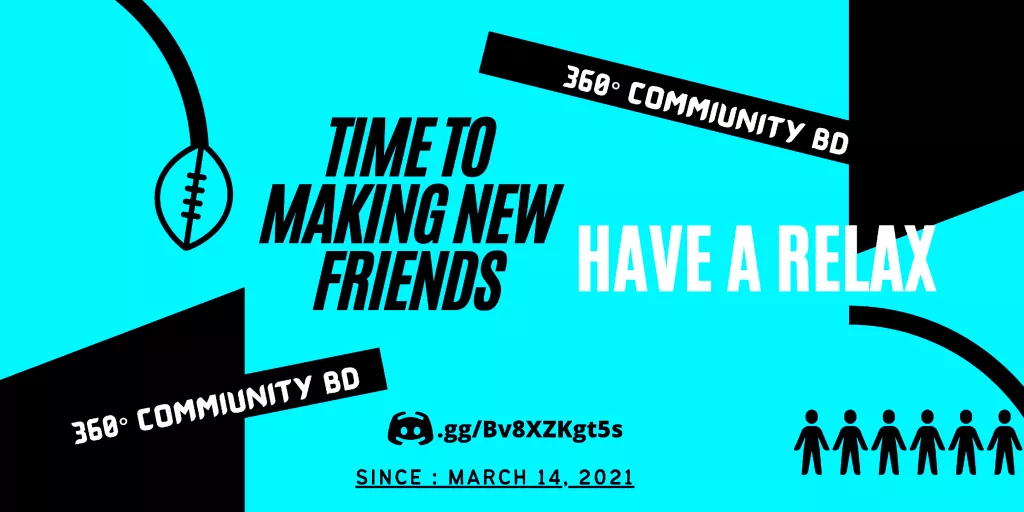 360° COMMIUNITY BD
TIME TO
MAKING NEW
FRIENDS
HAVE A RELAX
360° COMMIUNITY BD
.gg/Bv8XZKgt5s
SINCE : MARCH 14, 2021